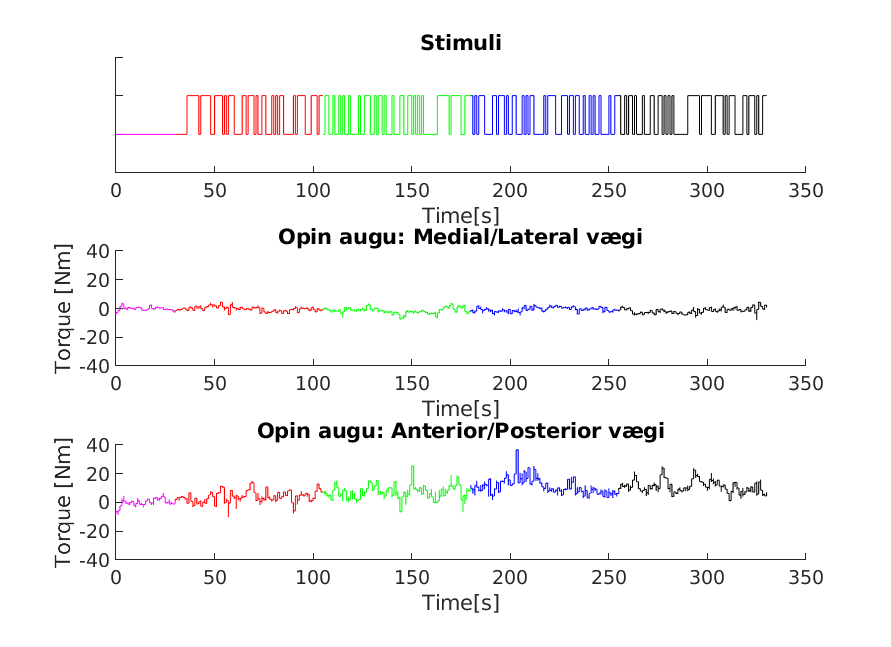 Stimuli
0 50 100 150 200 250 300 350
Time[s]
Opin augu: Medial/Lateral vægi
Torque [Nm]
40
20
0
-20
-40
0 50 100 150 200 250 300 350
Time[s]
Opin augu: Anterior/Posterior vægi
Torque [Nm]
40
20
0
-20
-40
0 50 100 150 200 250 300 350
Time[s]